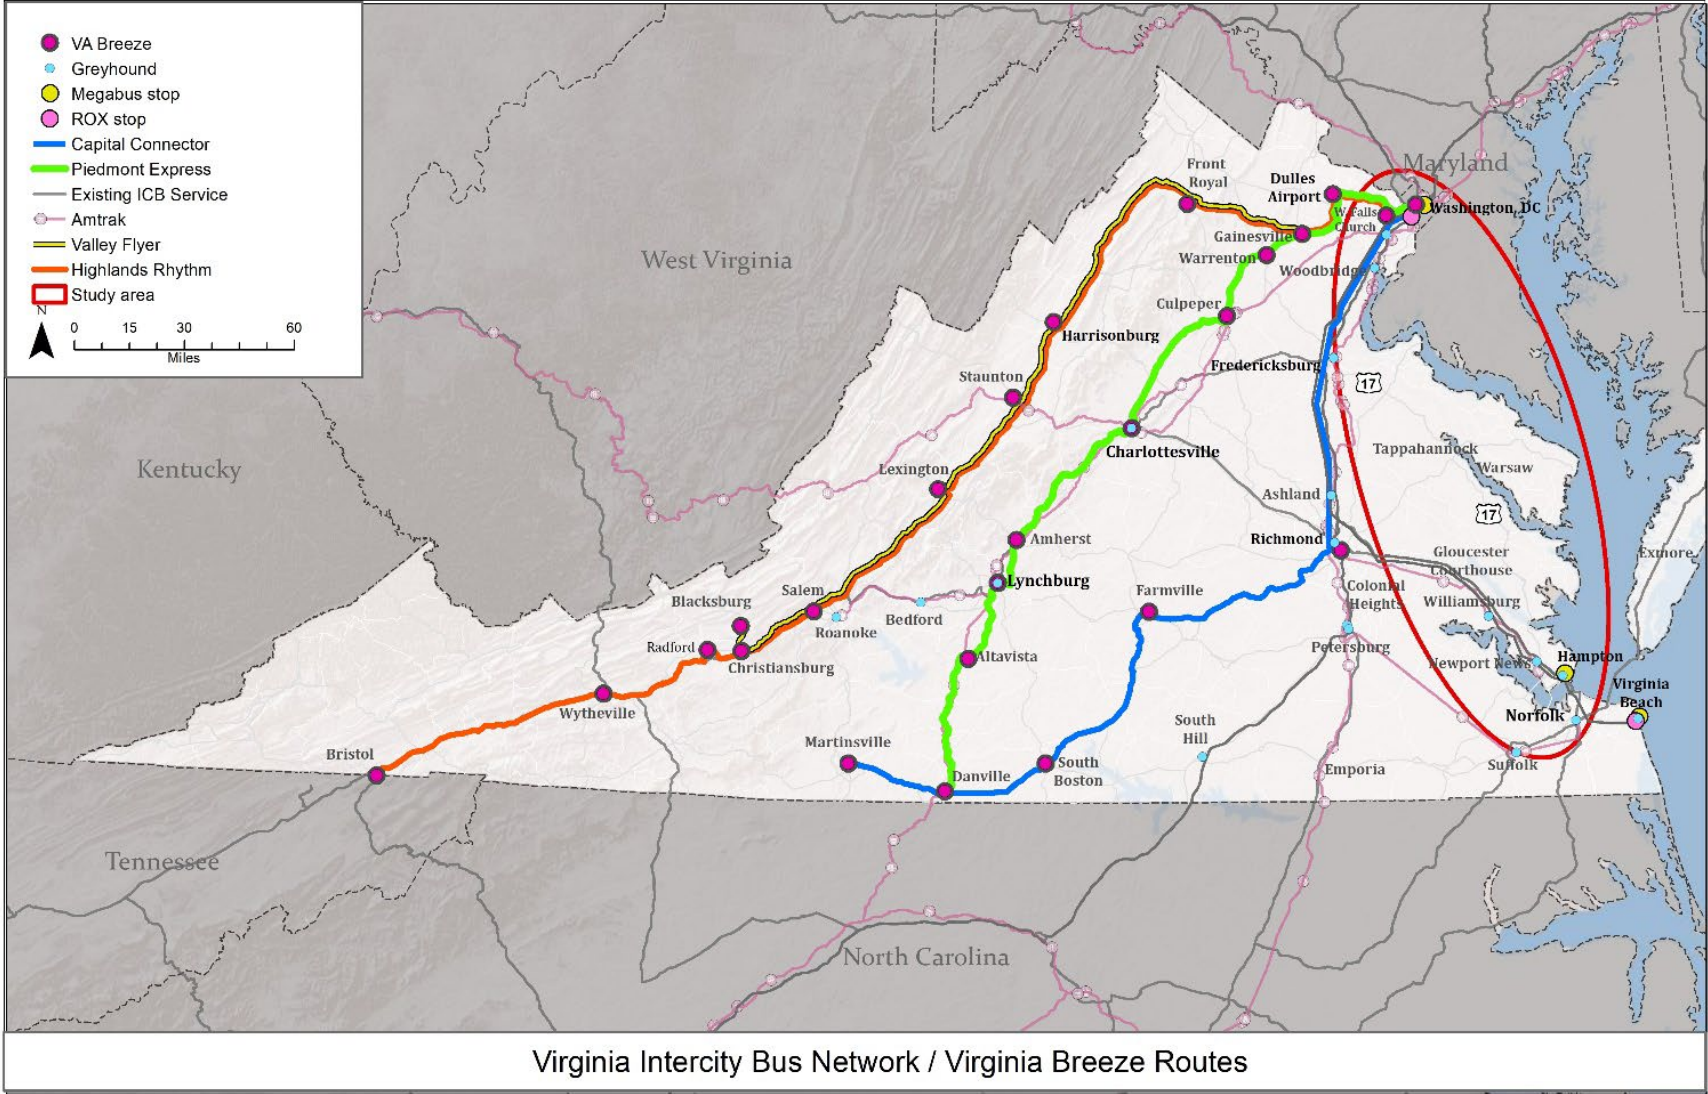 VA Breeze
Greyhound
Megabus stop
ROX stop
Capital Connector
Piedmont Express
Existing ICB Service
Amtrak
Valley Flyer
Highlands Rhythm
Study area
N
0 15 30 60
Miles
Maryland
Front
Royal
Dulles
Airport
Washington, DC
W. Falls
Church
Gainesville
Warrenton
Woodbridge
West Virginia
Culpeper
Harrisonburg
Fredericksburg
17
Staunton
Kentucky
Charlottesville
Tappahannock
Warsaw
Lexington
Ashland
17
Richmond
Amherst
Gloucester
Courthouse
Exmore
Lynchburg
Salem
Blacksburg
Farmville
Colonial
Heights
Williamsburg
Roanoke
Bedford
Radford
Christiansburg
Altavista
Petersburg
Newport News
Hampton
Virginia
Beach
Wytheville
Norfolk
South
Hill
Bristol
Martinsville
Danville
South
Boston
Emporia
Suffolk
Tennessee
North Carolina
Virginia Intercity Bus Network / Virginia Breeze Routes